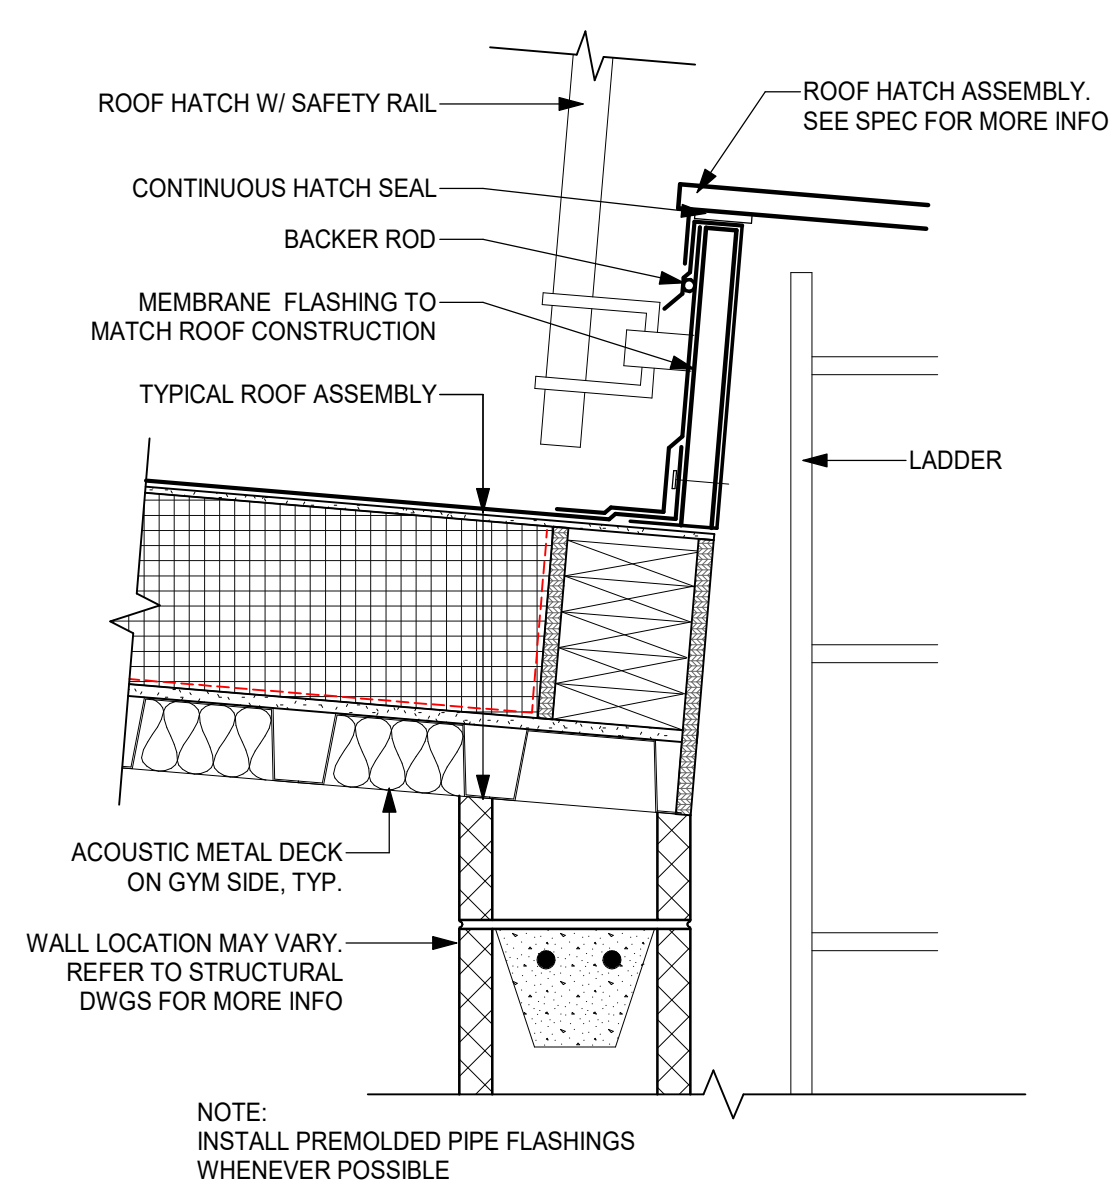 ROOF HATCH W/ SAFETY RAIL
ROOF HATCH ASSEMBLY.
SEE SPEC FOR MORE INFO
CONTINUOUS HATCH SEAL
BACKER ROD
MEMBRANE FLASHING TO
MATCH ROOF CONSTRUCTION
TYPICAL ROOF ASSEMBLY
LADDER
ACOUSTIC METAL DECK
ON GYM SIDE, TYP.
WALL LOCATION MAY VARY.
REFER TO STRUCTURAL
DWGS FOR MORE INFO
NOTE:
INSTALL PREMOLDED PIPE FLASHINGS
WHENEVER POSSIBLE